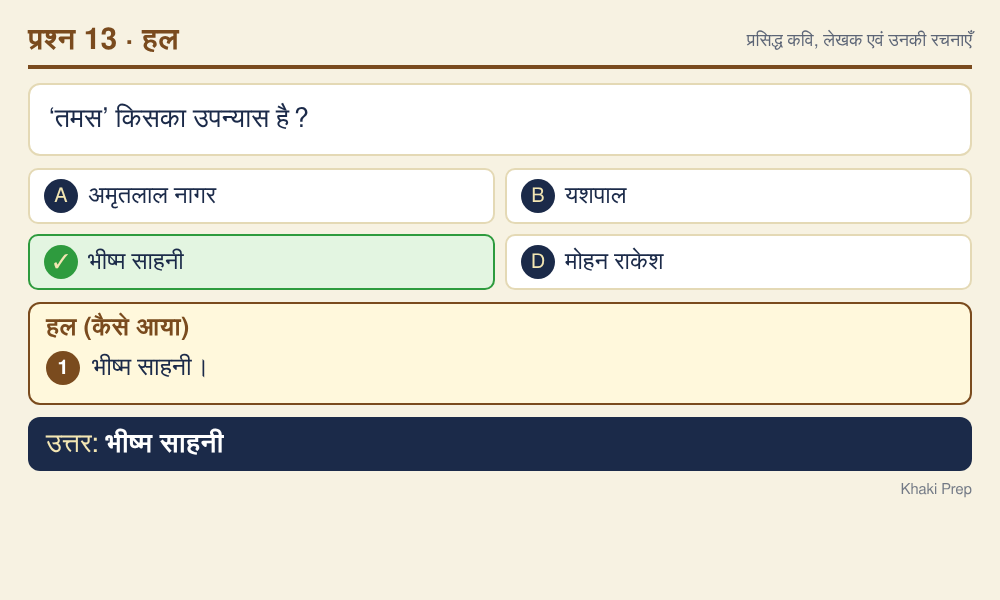 प्रश्न 13 · हल
प्रसिद्ध कवि, लेखक एवं उनकी रचनाएँ
‘तमस’ किसका उपन्यास है ?
A अमृतलाल नागर
B यशपाल
✓ भीष्म साहनी
D मोहन राकेश
हल (कैसे आया)
1 भीष्म साहनी ।
उत्तर: भीष्म साहनी
Khaki Prep